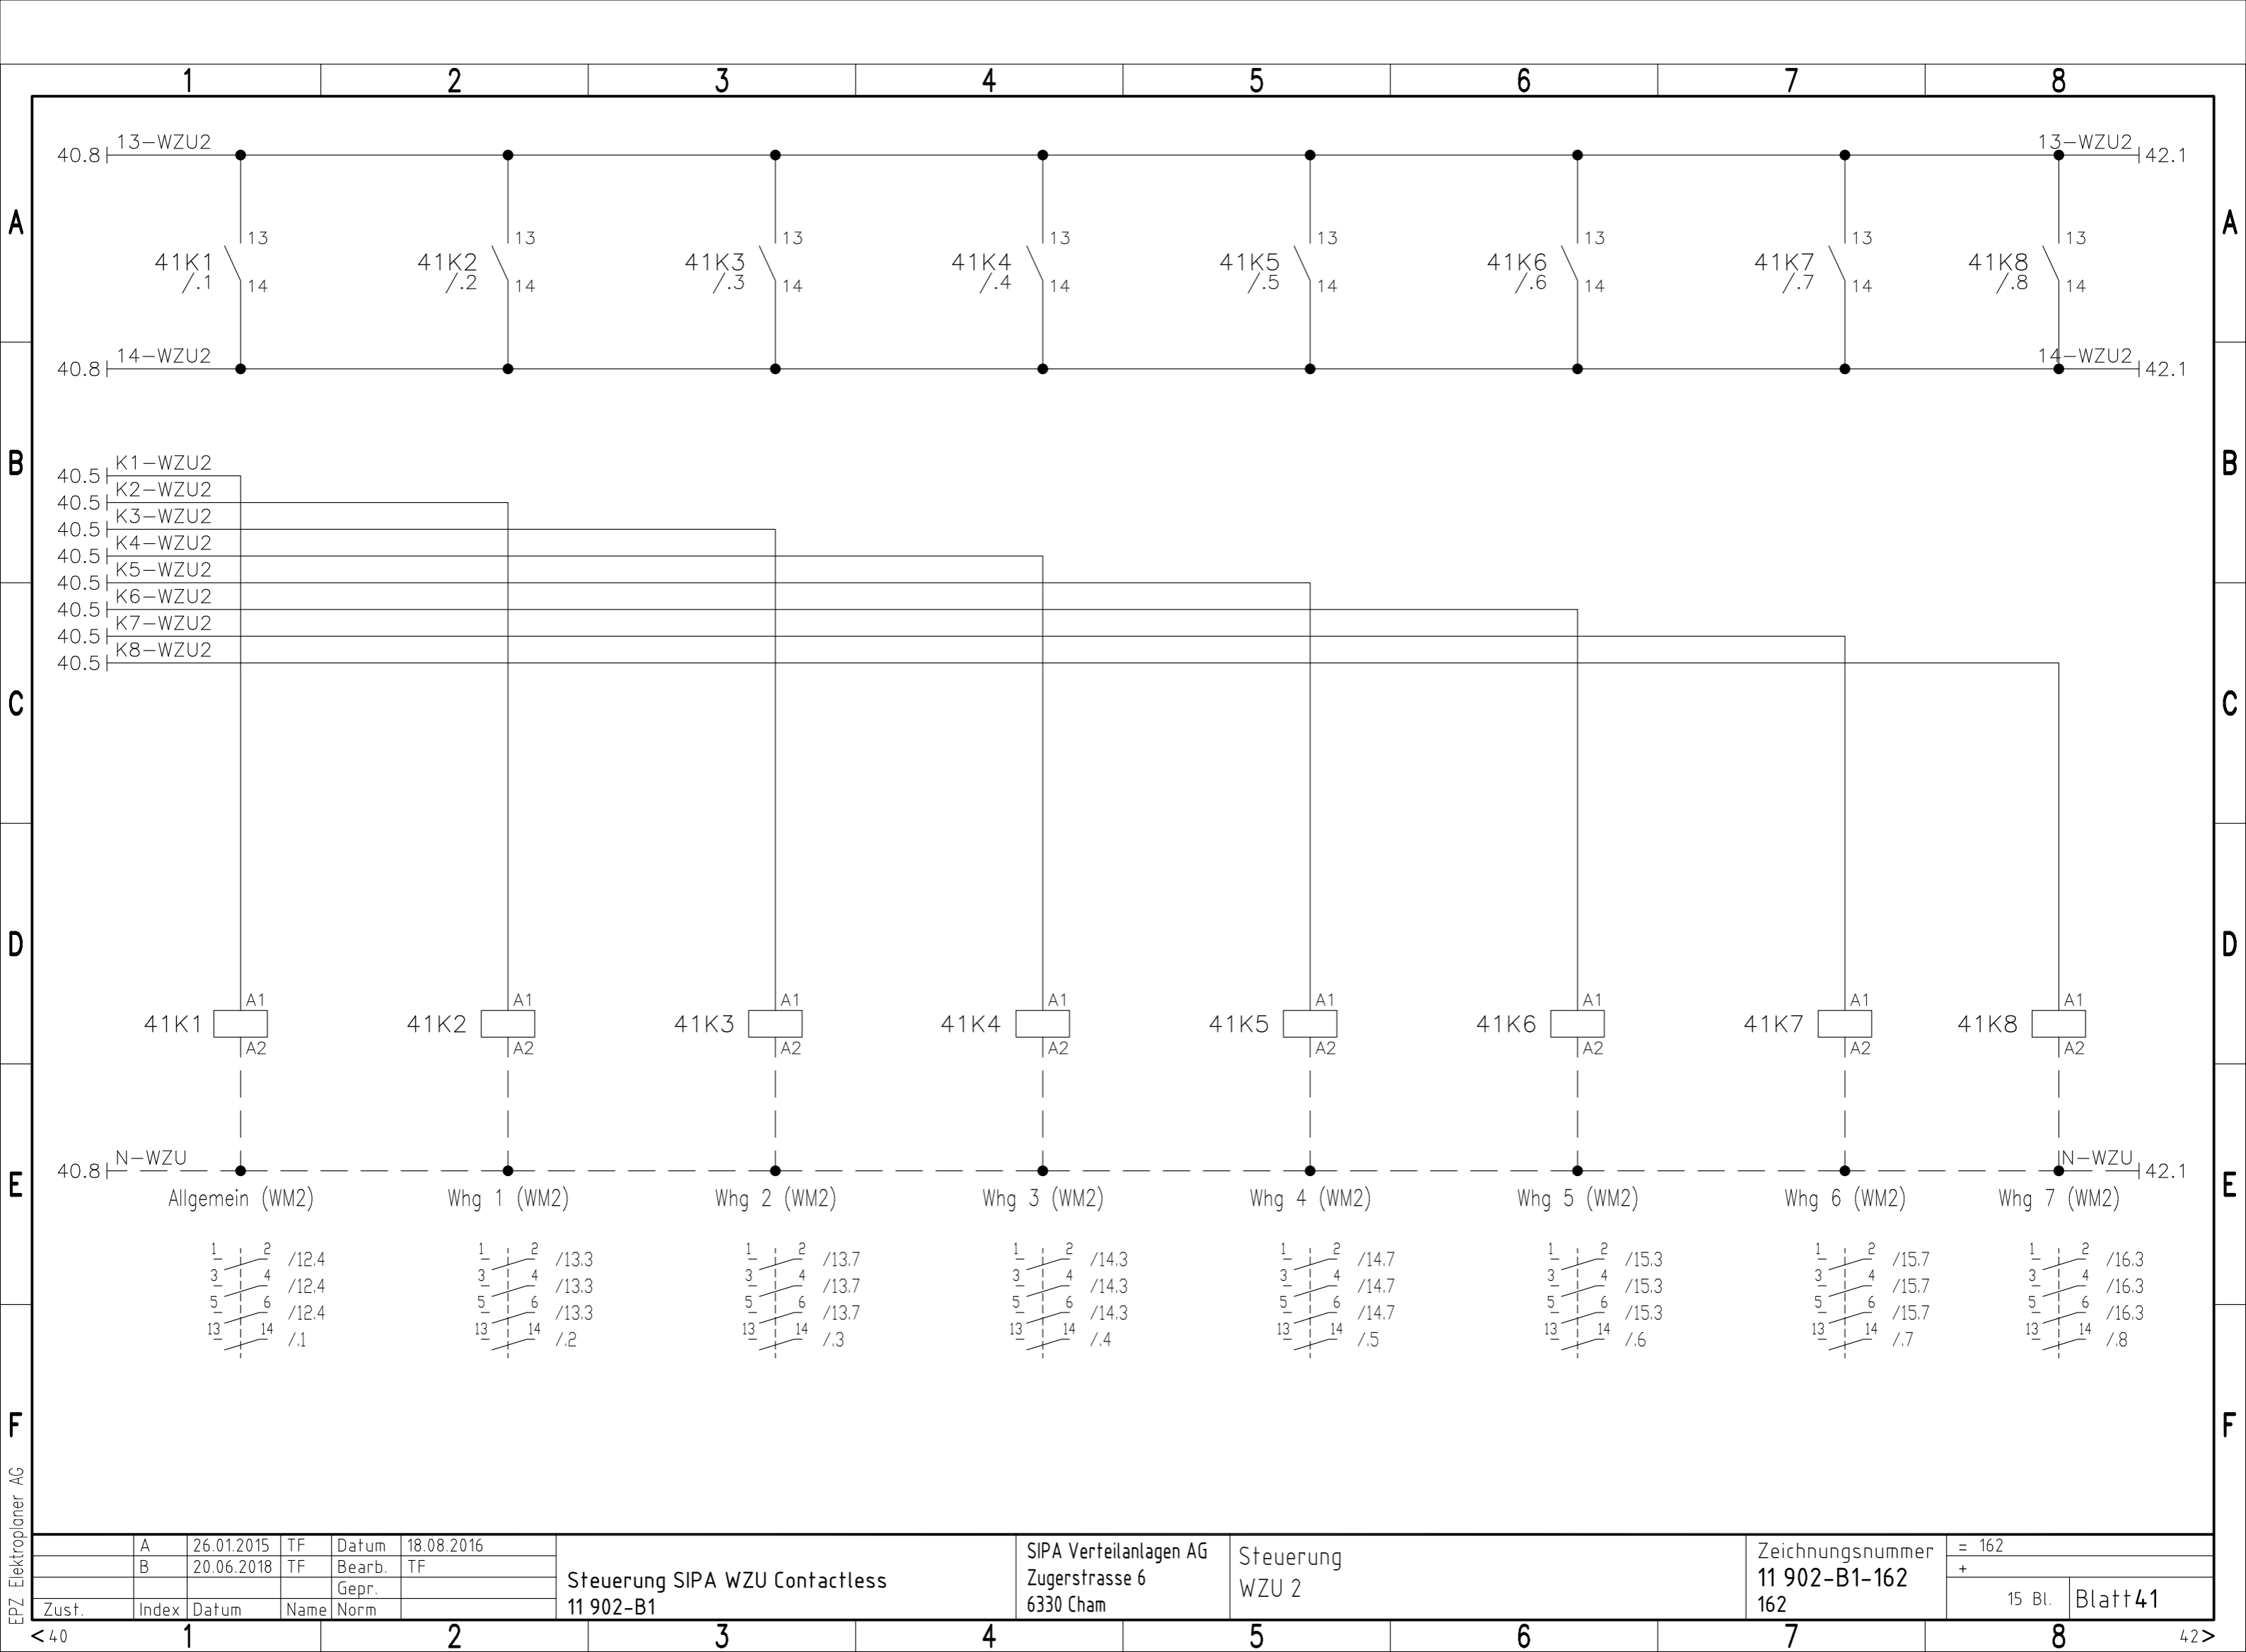 1 2 3 4 5 6 7 8
13-WZU2 13-WZU2
40.8 42.1
A A
13 13 13 13 13 13 13 13
41K1 41K2 41K3 41K4 41K5 41K6 41K7 41K8
/.1 /.2 /.3 /.4 /.5 /.6 /.7 /.8
14 14 14 14 14 14 14 14
14-WZU2 14-WZU2
40.8 42.1
B B
K1-WZU2
40.5
K2-WZU2
40.5
K3-WZU2
40.5
K4-WZU2
40.5
K5-WZU2
40.5
K6-WZU2
40.5
K7-WZU2
40.5
K8-WZU2
40.5
C C
D D
A1 A1 A1 A1 A1 A1 A1 A1
41K1 41K2 41K3 41K4 41K5 41K6 41K7 41K8
A2 A2 A2 A2 A2 A2 A2 A2
N-WZU N-WZU
40.8 42.1
E E
Allgemein (WM2) Whg 1 (WM2) Whg 2 (WM2) Whg 3 (WM2) Whg 4 (WM2) Whg 5 (WM2) Whg 6 (WM2) Whg 7 (WM2)
1 2 /12.4 1 2 /13.3 1 2 /13.7 1 2 /14.3 1 2 /14.7 1 2 /15.3 1 2 /15.7 1 2 /16.3
3 4 /12.4 3 4 /13.3 3 4 /13.7 3 4 /14.3 3 4 /14.7 3 4 /15.3 3 4 /15.7 3 4 /16.3
5 6 /12.4 5 6 /13.3 5 6 /13.7 5 6 /14.3 5 6 /14.7 5 6 /15.3 5 6 /15.7 5 6 /16.3
13 14 /.1 13 14 /.2 13 14 /.3 13 14 /.4 13 14 /.5 13 14 /.6 13 14 /.7 13 14 /.8
F F
EPZ Elektroplaner AG
A 26.01.2015 TF Datum 18.08.2016
B 20.06.2018 TF Bearb. TF
Gepr.
Zust. Index Datum Name Norm
Steuerung SIPA WZU Contactless
11 902-B1
SIPA Verteilanlagen AG
Zugerstrasse 6
6330 Cham
Steuerung
WZU 2
Zeichnungsnummer
11 902-B1-162
162
= 162
+
15 Bl. Blatt 41
<40 1 2 3 4 5 6 7 8 42>